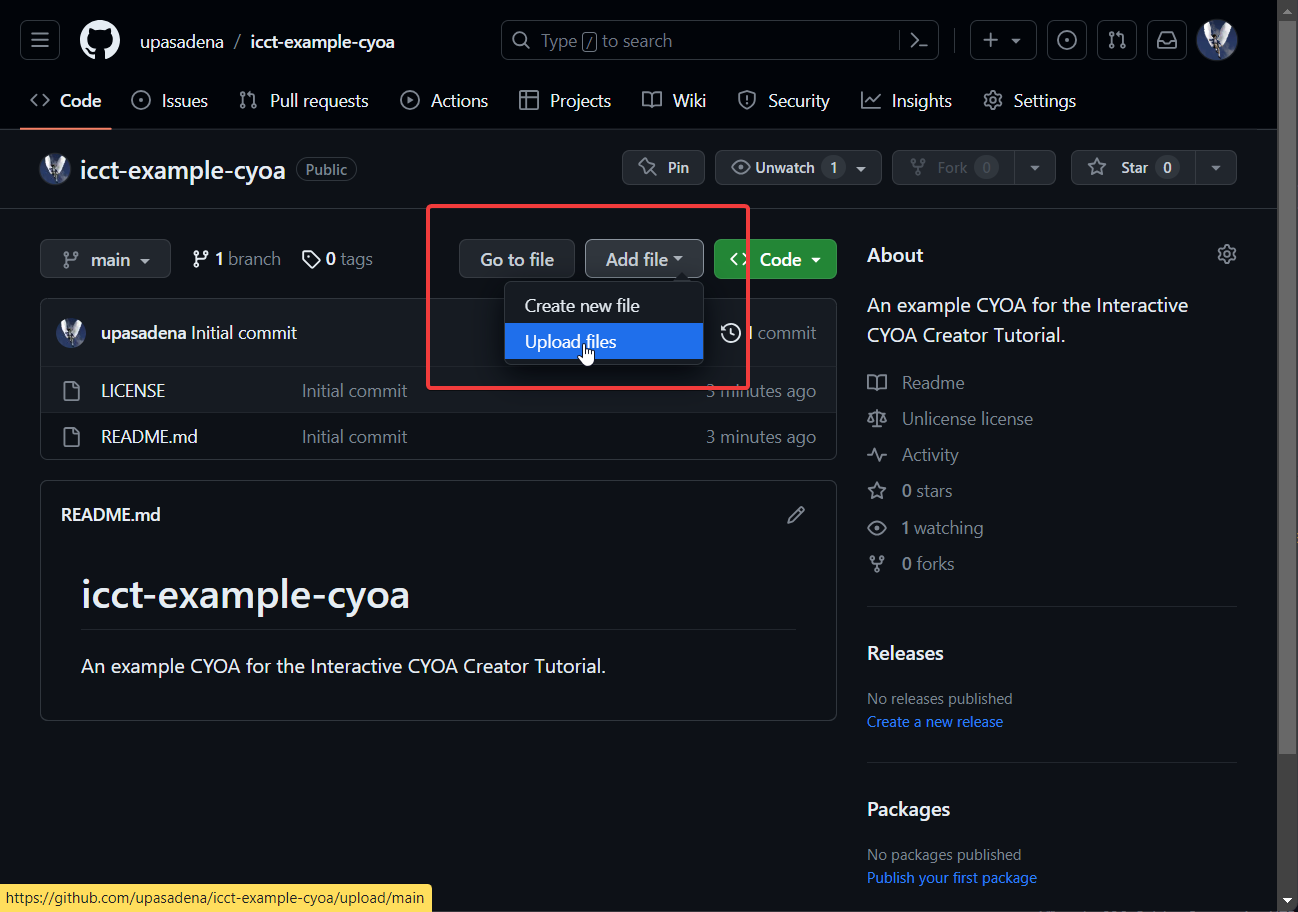 upasadena / icct-example-cyoa
Type / to search
Code Issues Pull requests Actions Projects Wiki Security Insights Settings
icct-example-cyoa Public
Pin Unwatch 1 Fork 0 Star 0
main 1 branch 0 tags
Go to file Add file Code
Create new file
Upload files
upasadena Initial commit
commit
LICENSE Initial commit 3 minutes ago
README.md Initial commit 3 minutes ago
README.md
icct-example-cyoa
An example CYOA for the Interactive CYOA Creator Tutorial.
About
An example CYOA for the Interactive
CYOA Creator Tutorial.
Readme
Unlicense license
Activity
0 stars
1 watching
0 forks
Releases
No releases published
Create a new release
Packages
No packages published
Publish your first package
https://github.com/upasadena/icct-example-cyoa/upload/main